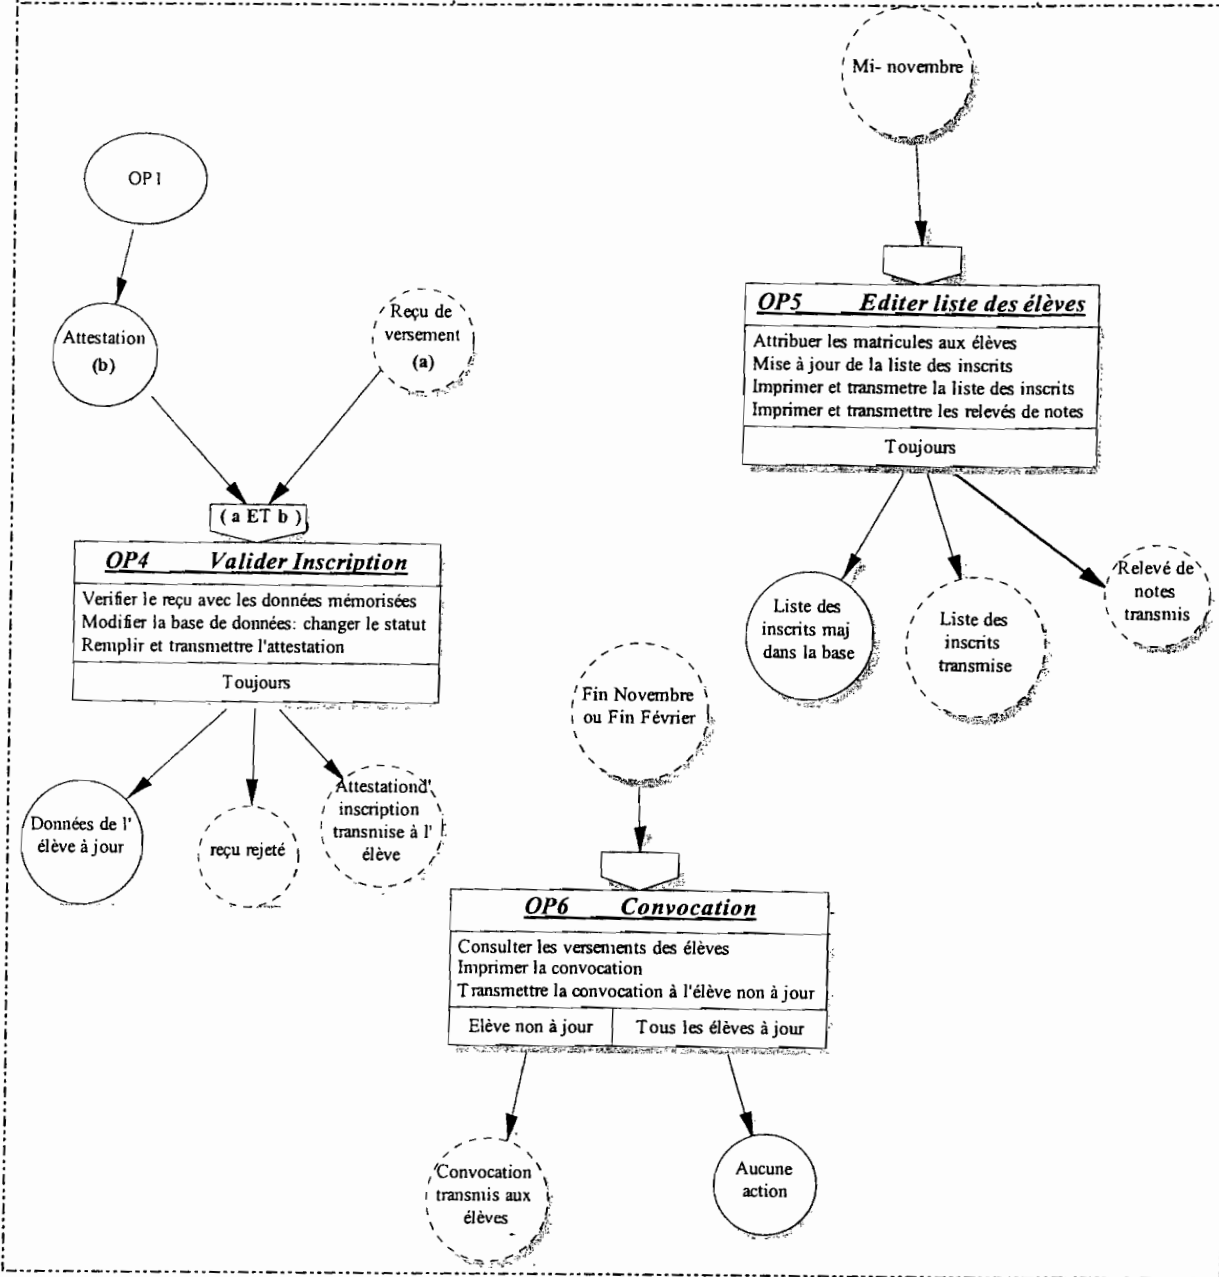 Mi- novembre
OP1
Attestation
(b)
Reçu de
versement
(a)
( a ET b )
OP4 Valider Inscription
Verifier le reçu avec les données mémorisées
Modifier la base de données: changer le statut
Remplir et transmettre l'attestation
Toujours
Données de l'
élève à jour
reçu rejeté
Attestationd'
inscription
transmise à l'
élève
OP5 Editer liste des élèves
Attribuer les matricules aux élèves
Mise à jour de la liste des inscrits
Imprimer et transmetre la liste des inscrits
Imprimer et transmettre les relevés de notes
Toujours
Liste des
inscrits maj
dans la base
Liste des
inscrits
transmise
Relevé de
notes
transmis
Fin Novembre
ou Fin Février
OP6 Convocation
Consulter les versements des élèves
Imprimer la convocation
Transmettre la convocation à l'élève non à jour
Elève non à jour
Tous les élèves à jour
Convocation
transmis aux
élèves
Aucune
action